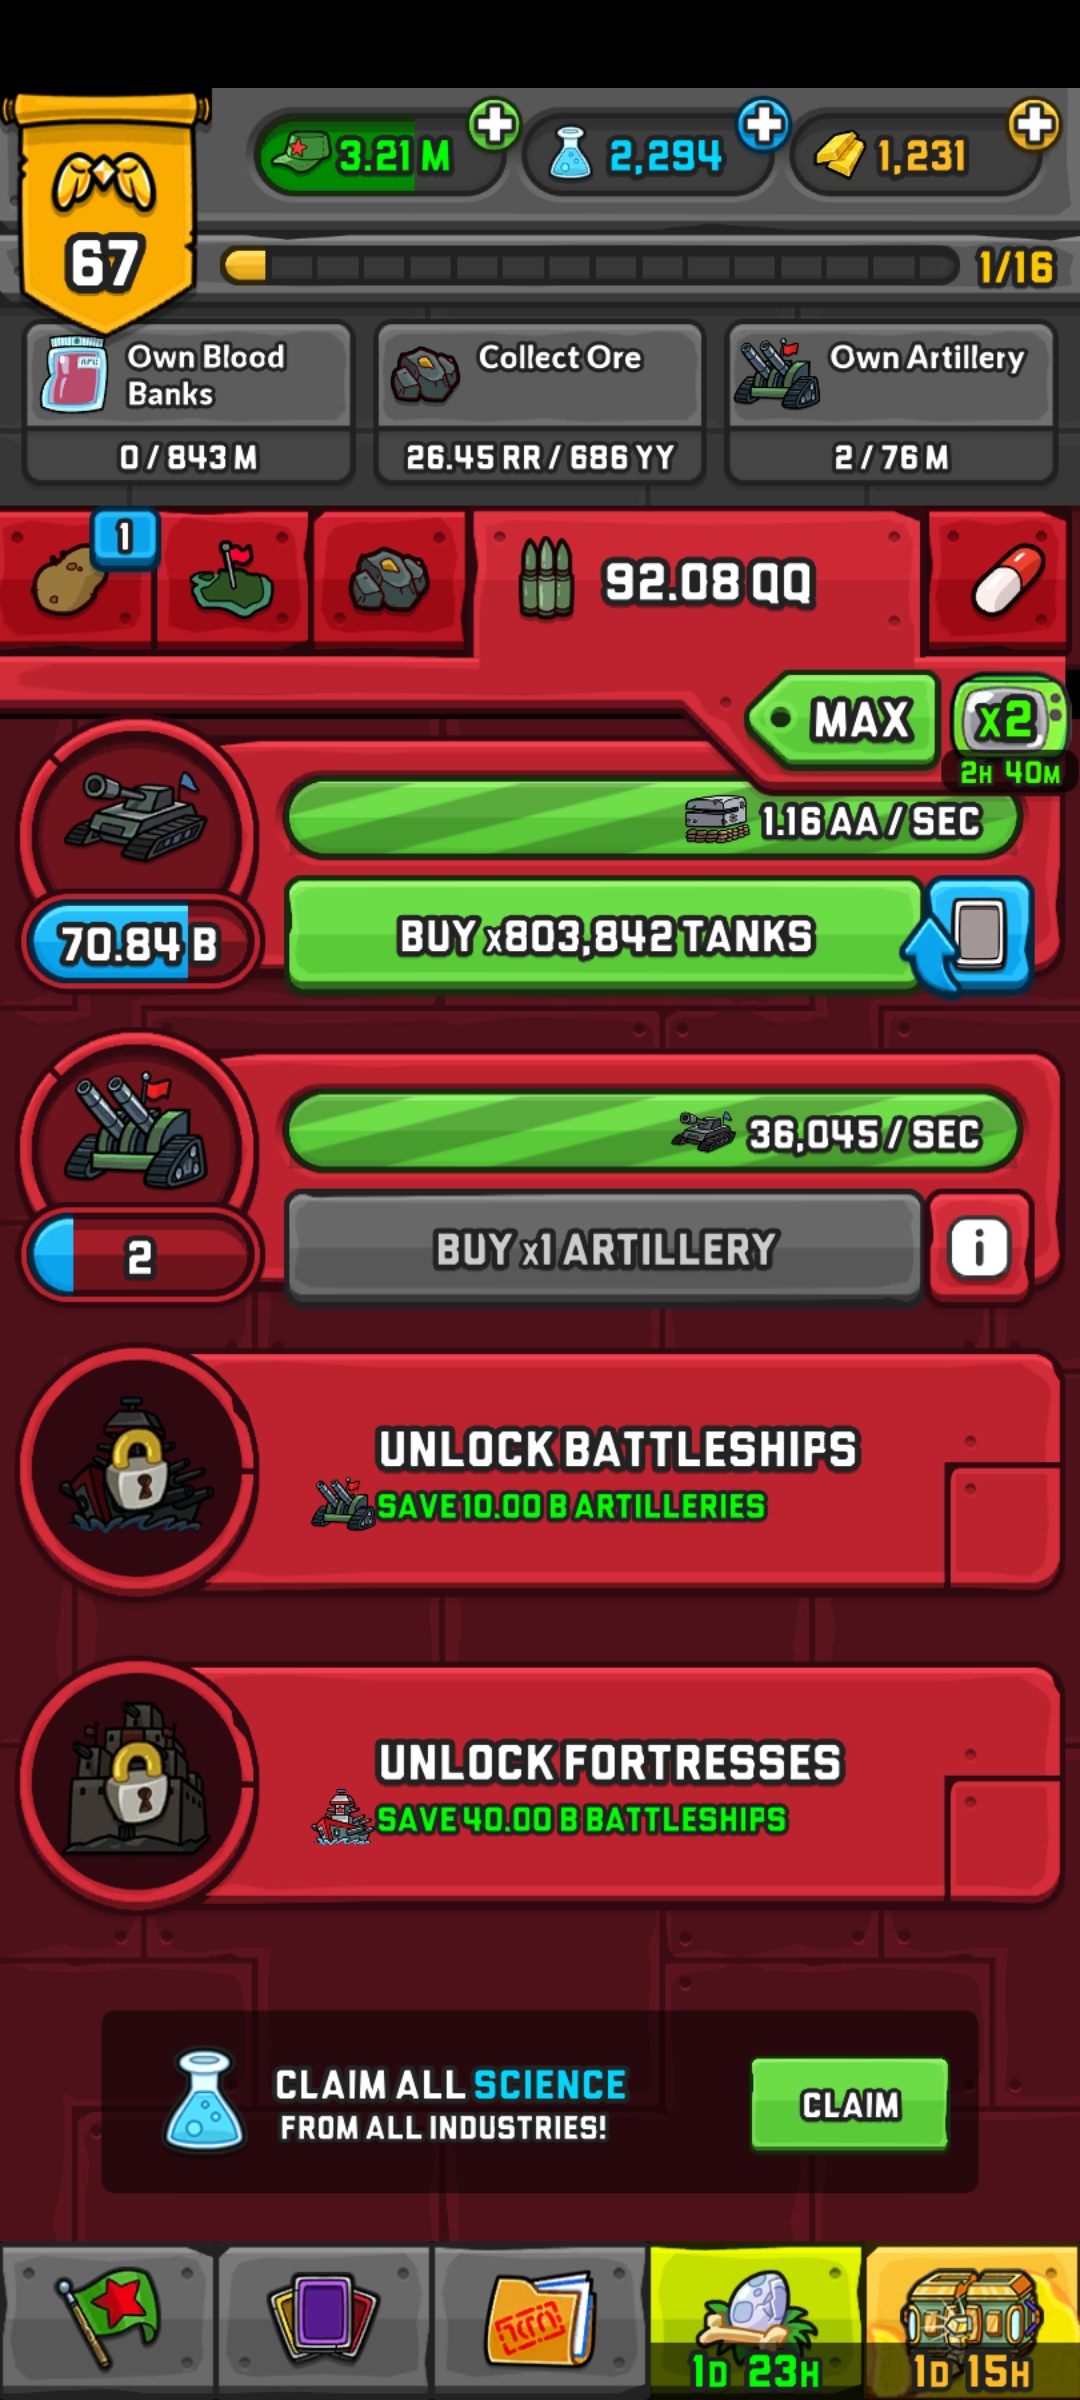 67
3.21 M
2,294
1,231
1/16
Own Blood
Banks
0 / 843 M
Collect Ore
26.45 RR / 686 YY
Own Artillery
2 / 76 M
1
92.08 QQ
MAX
x2
2H 40M
1.16 AA / SEC
70.84 B
BUY x803,842 TANKS
36,045 / SEC
2
BUY x1 ARTILLERY
i
UNLOCK BATTLESHIPS
SAVE 10.00 B ARTILLERIES
UNLOCK FORTRESSES
SAVE 40.00 B BATTLESHIPS
CLAIM ALL SCIENCE
FROM ALL INDUSTRIES!
CLAIM
1D 23H
1D 15H